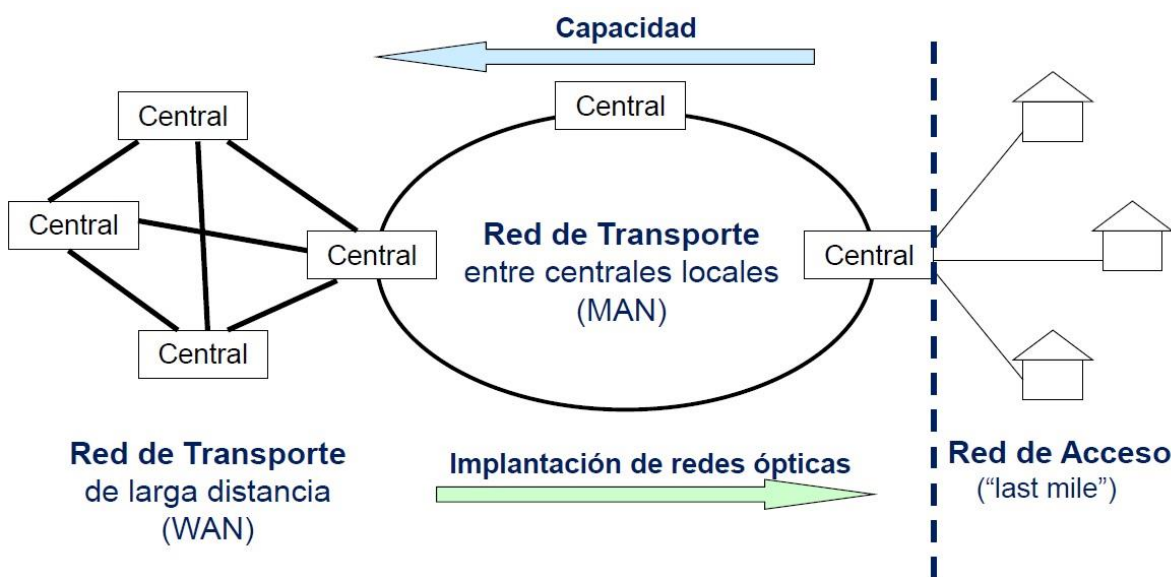 Capacidad
Central
Central
Central
Central
Central
Central
Red de Transporte
entre centrales locales
(MAN)
Red de Transporte
de larga distancia
(WAN)
Implantación de redes ópticas
Red de Acceso
(“last mile”)